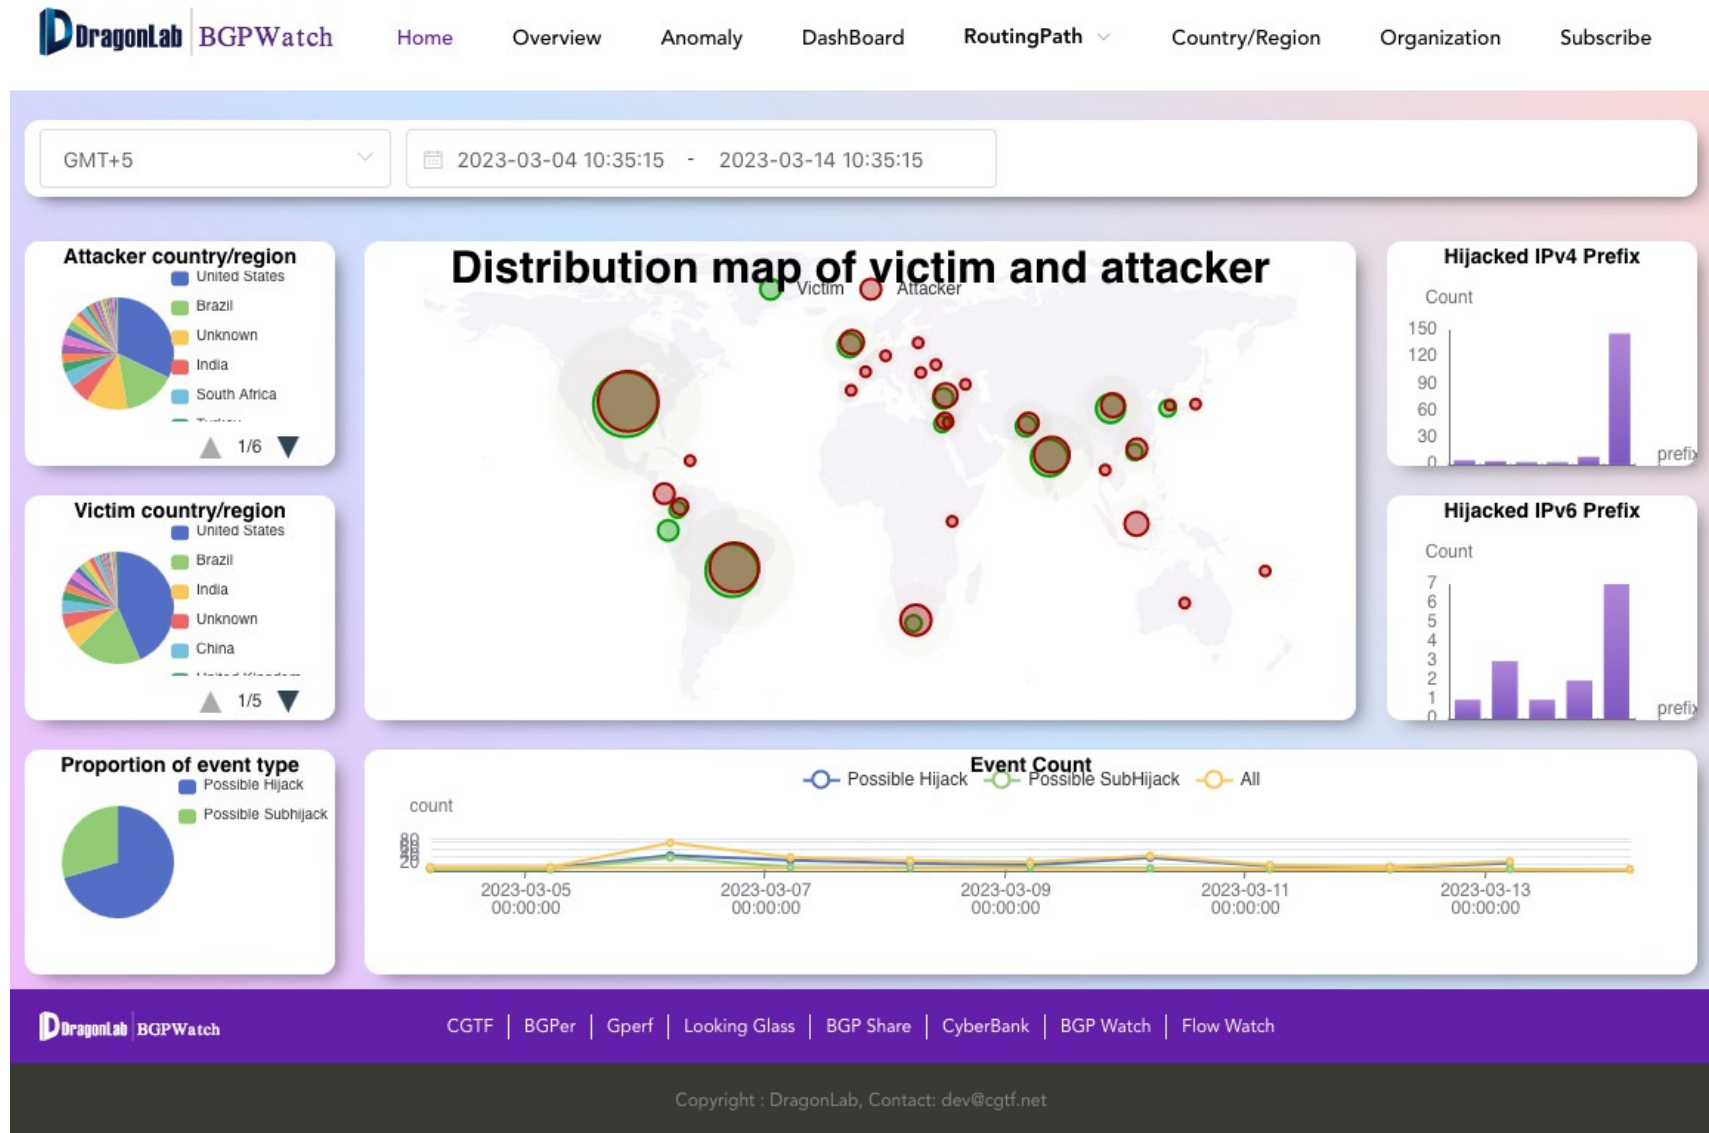 DragonLab BGPWatch Home Overview Anomaly DashBoard RoutingPath Country/Region Organization Subscribe
GMT+5 2023-03-04 10:35:15 - 2023-03-14 10:35:15
Attacker country/region
United States
Brazil
Unknown
India
South Africa
1/6
Distribution map of victim and attacker
Victim Attacker
Hijacked IPv4 Prefix
Count
150
120
90
60
30
0
prefix
Victim country/region
United States
Brazil
India
Unknown
China
1/5
Hijacked IPv6 Prefix
Count
7
6
5
4
3
2
1
0
prefix
Proportion of event type
Possible Hijack
Possible Subhijack
Event Count
Possible Hijack Possible SubHijack All
count
80
20
2023-03-05 00:00:00
2023-03-07 00:00:00
2023-03-09 00:00:00
2023-03-11 00:00:00
2023-03-13 00:00:00
DragonLab BGPWatch CGTF BGPer Gperf Looking Glass BGP Share CyberBank BGP Watch Flow Watch
Copyright : DragonLab, Contact: dev@cgtf.net